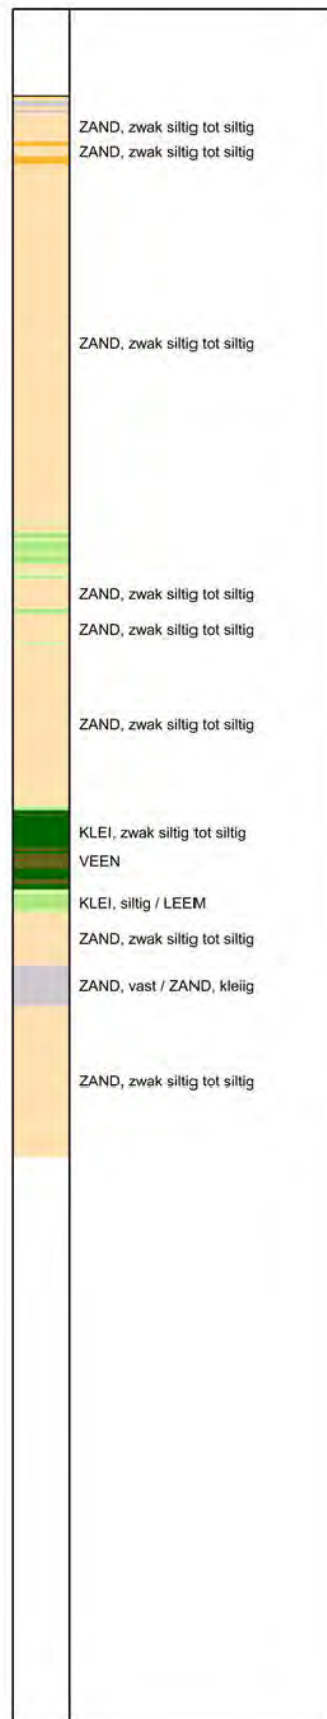 ZAND, zwak siltig tot siltig
ZAND, zwak siltig tot siltig
ZAND, zwak siltig tot siltig
ZAND, zwak siltig tot siltig
ZAND, zwak siltig tot siltig
ZAND, zwak siltig tot siltig
KLEI, zwak siltig tot siltig
VEEN
KLEI, siltig / LEEM
ZAND, zwak siltig tot siltig
ZAND, vast / ZAND, kleiig
ZAND, zwak siltig tot siltig